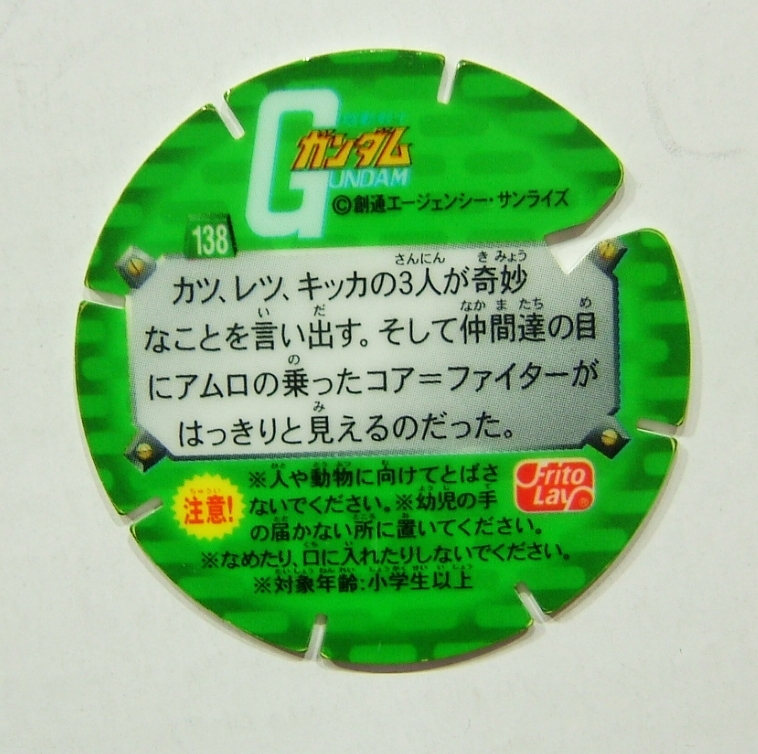 ガンダム
GUNDAM
©創通エージェンシー・サンライズ
138
カツ、レツ、キッカの3人が奇妙
なことを言い出す。そして仲間達の目
にアムロの乗ったコア=ファイターが
はっきりと見えるのだった。
注意!
※人や動物に向けてとばさ
ないでください。※幼児の手
の届かない所に置いてください。
※なめたり、口に入れたりしないでください。
※対象年齢:小学生以上
Frito
Lay